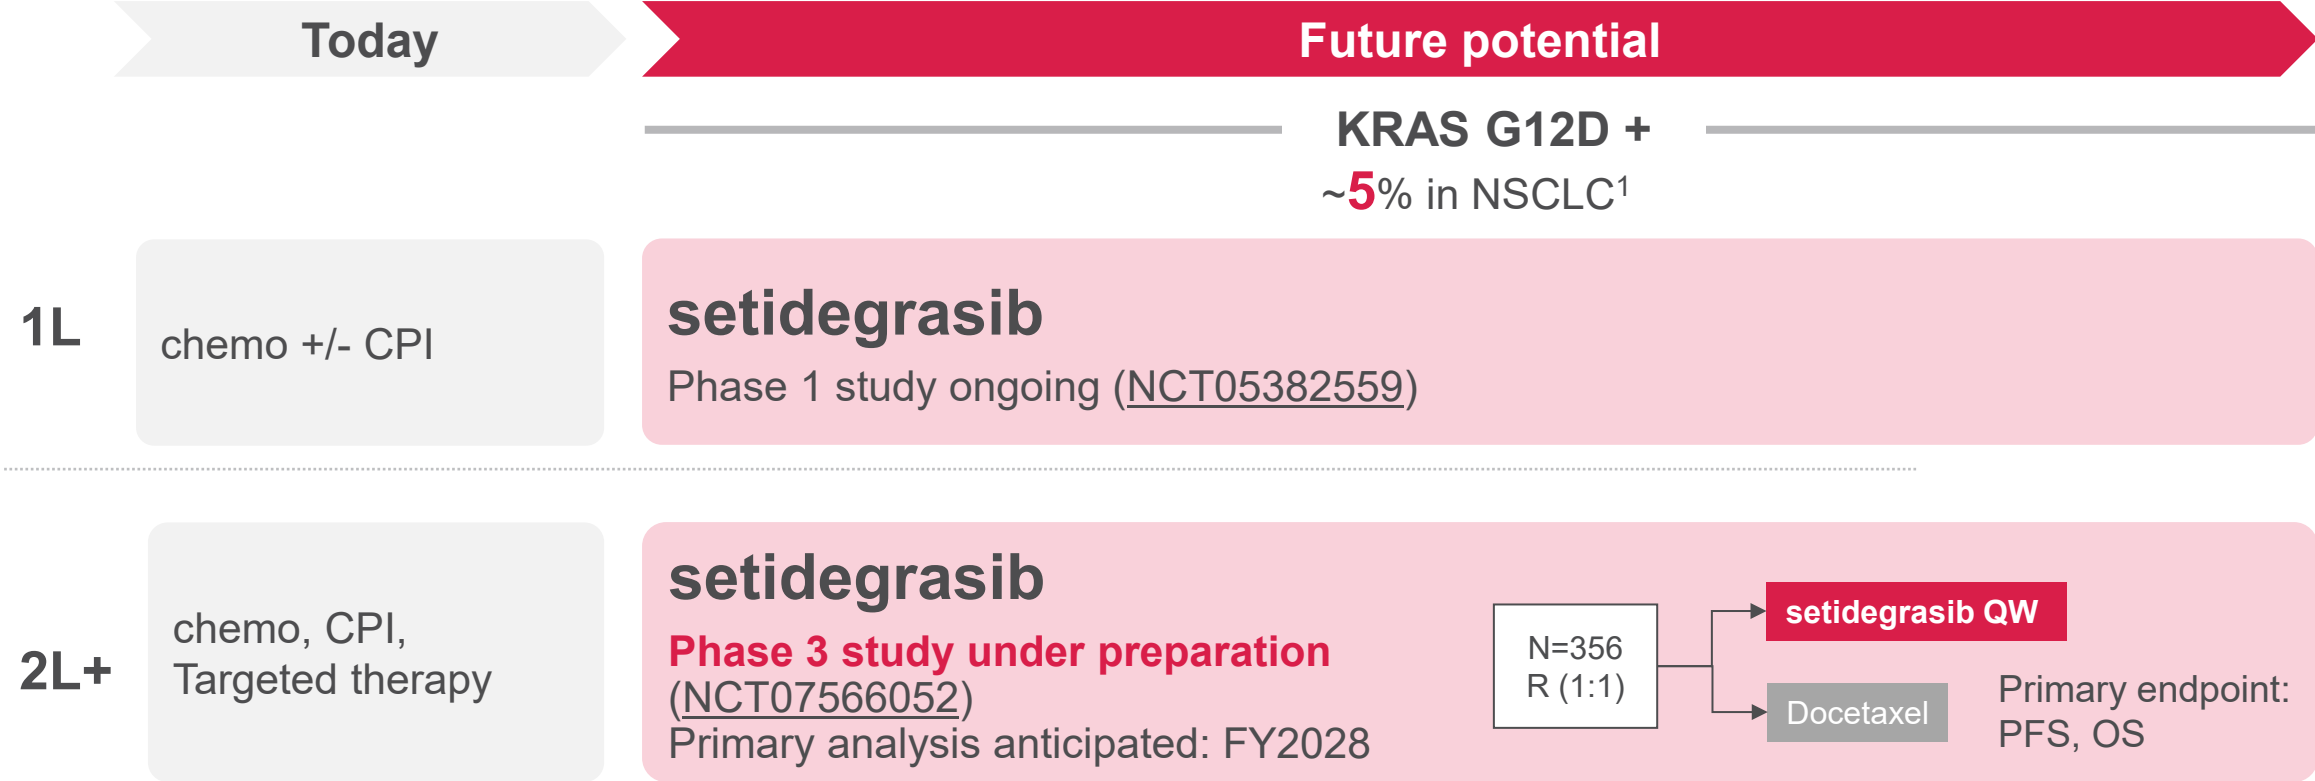 Today
Future potential
KRAS G12D +
~5% in NSCLC¹
1L
chemo +/- CPI
setidegrasib
Phase 1 study ongoing (NCT05382559)
2L+
chemo, CPI,
Targeted therapy
setidegrasib
Phase 3 study under preparation
(NCT07566052)
Primary analysis anticipated: FY2028
N=356
R (1:1)
setidegrasib QW
Docetaxel
Primary endpoint:
PFS, OS